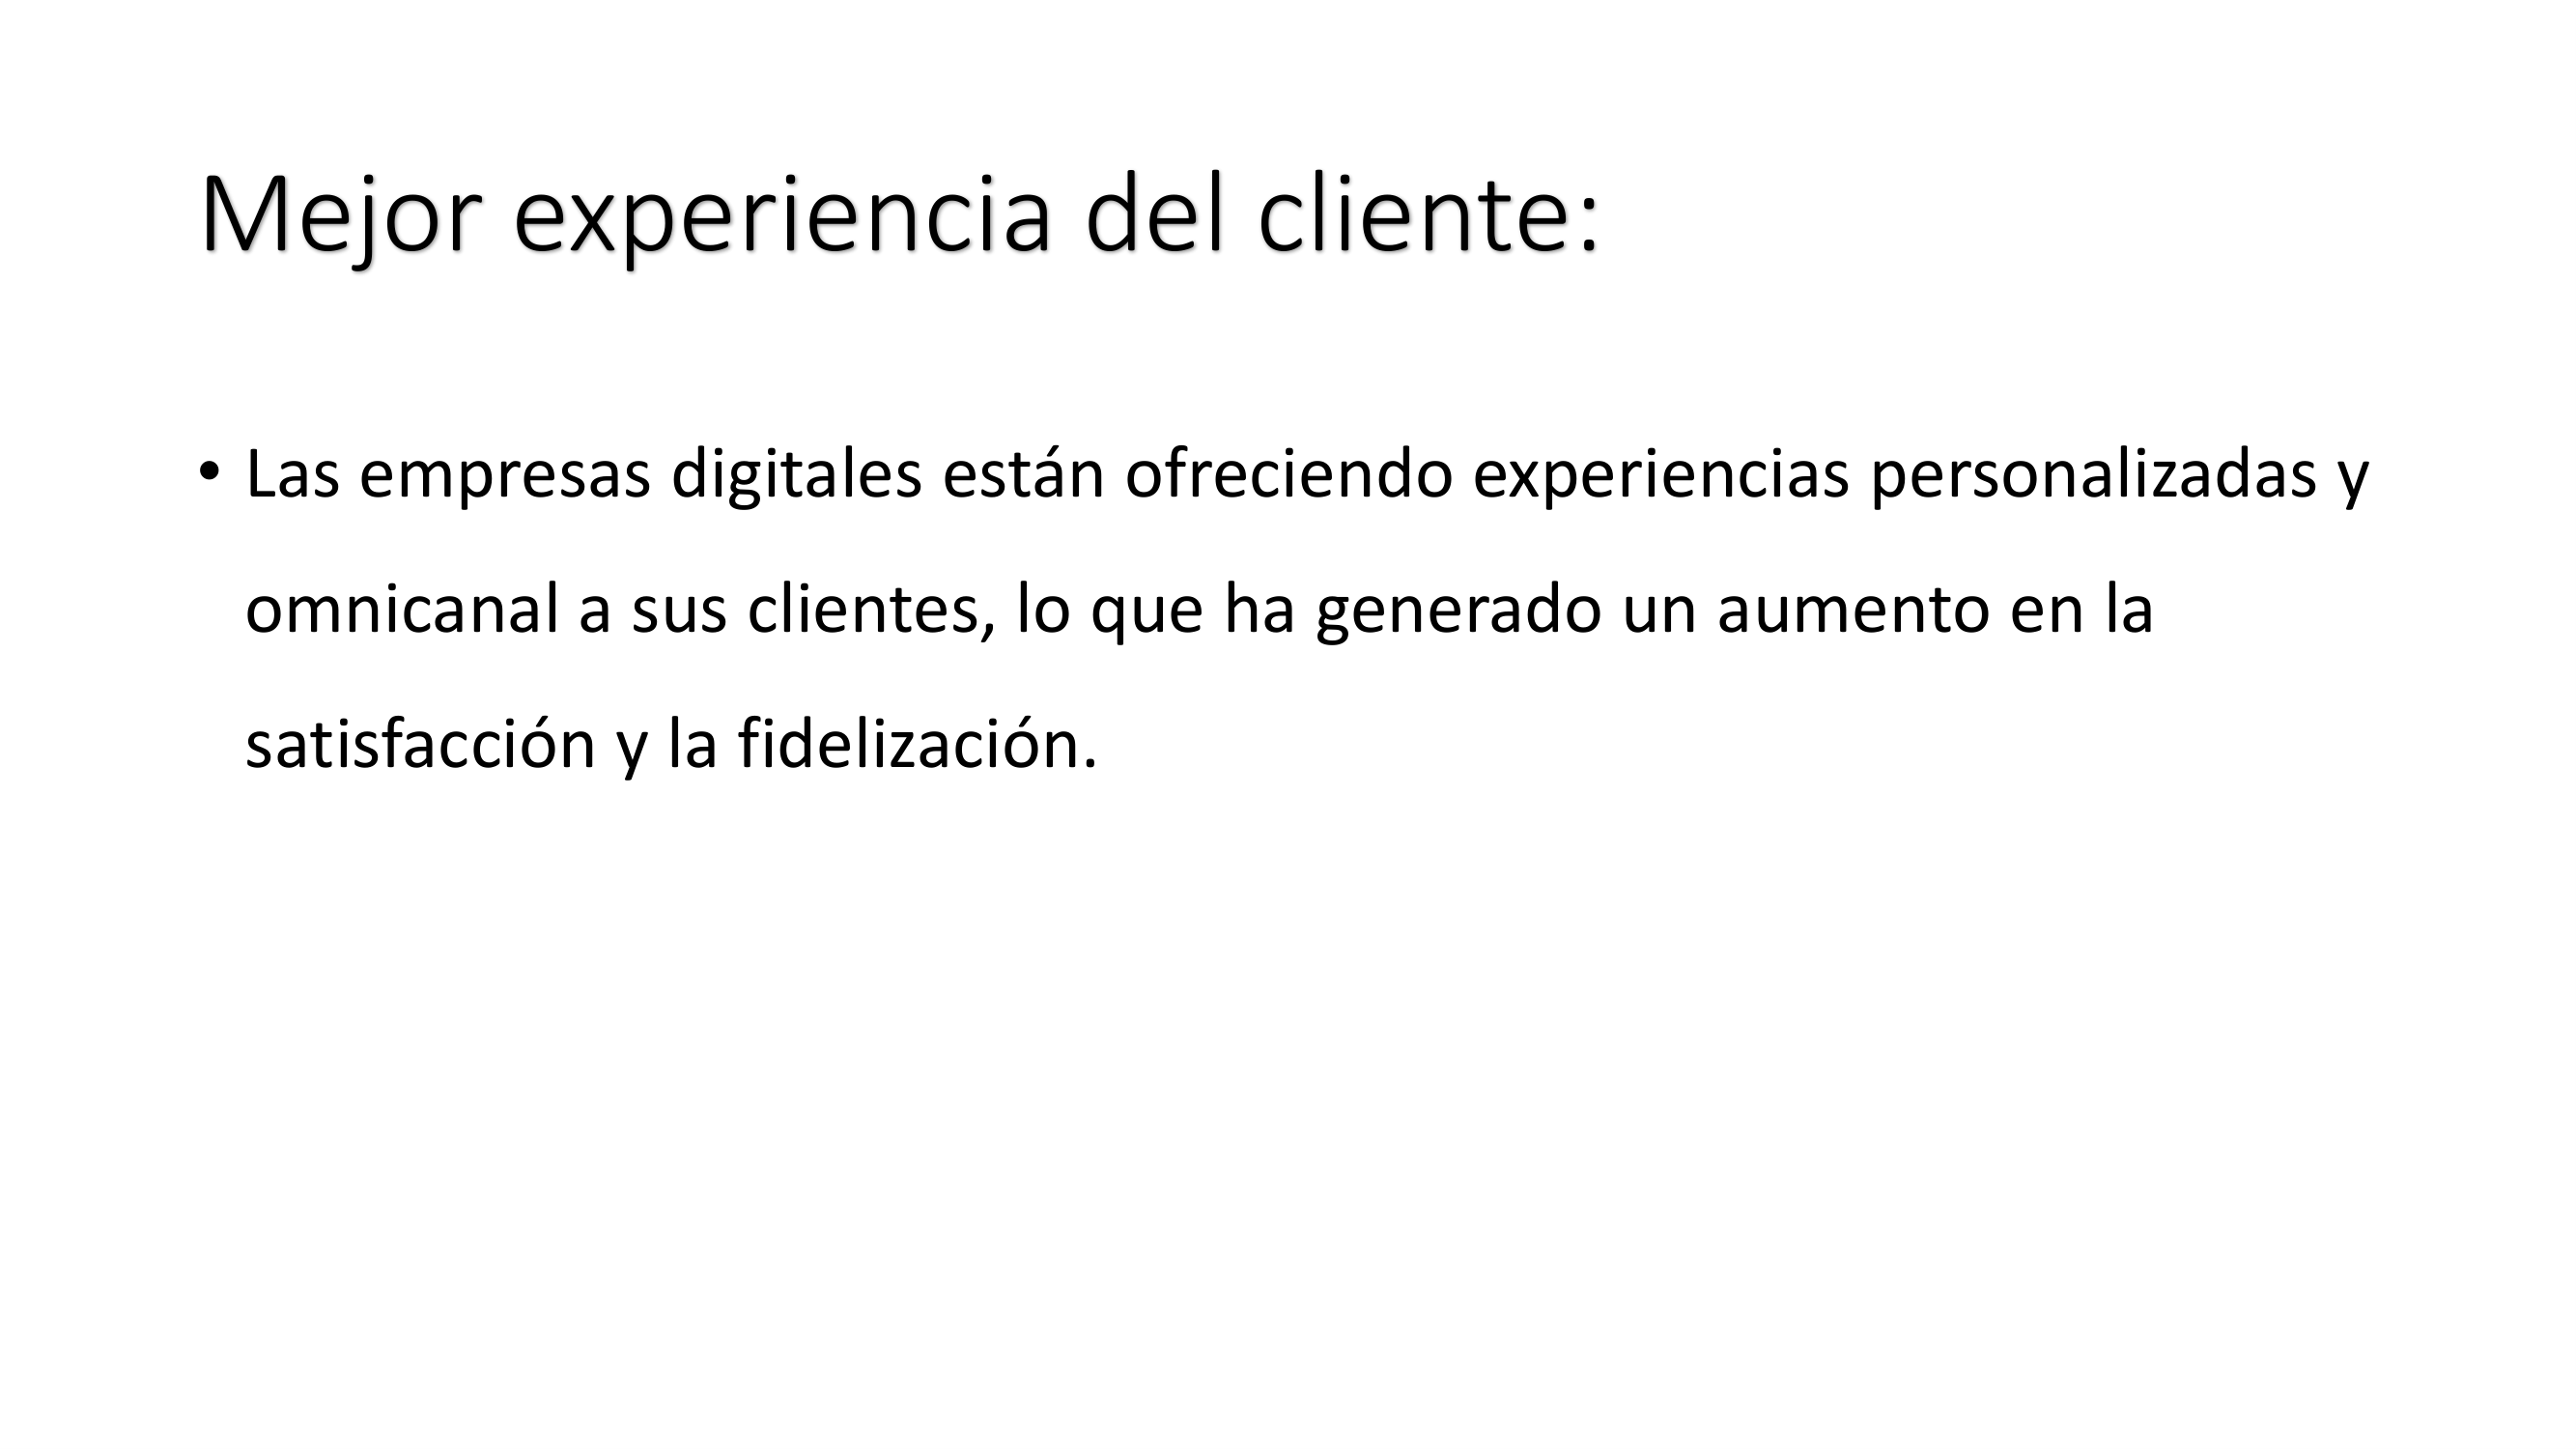 Mejor experiencia del cliente:
• Las empresas digitales están ofreciendo experiencias personalizadas y
omnicanal a sus clientes, lo que ha generado un aumento en la
satisfacción y la fidelización.